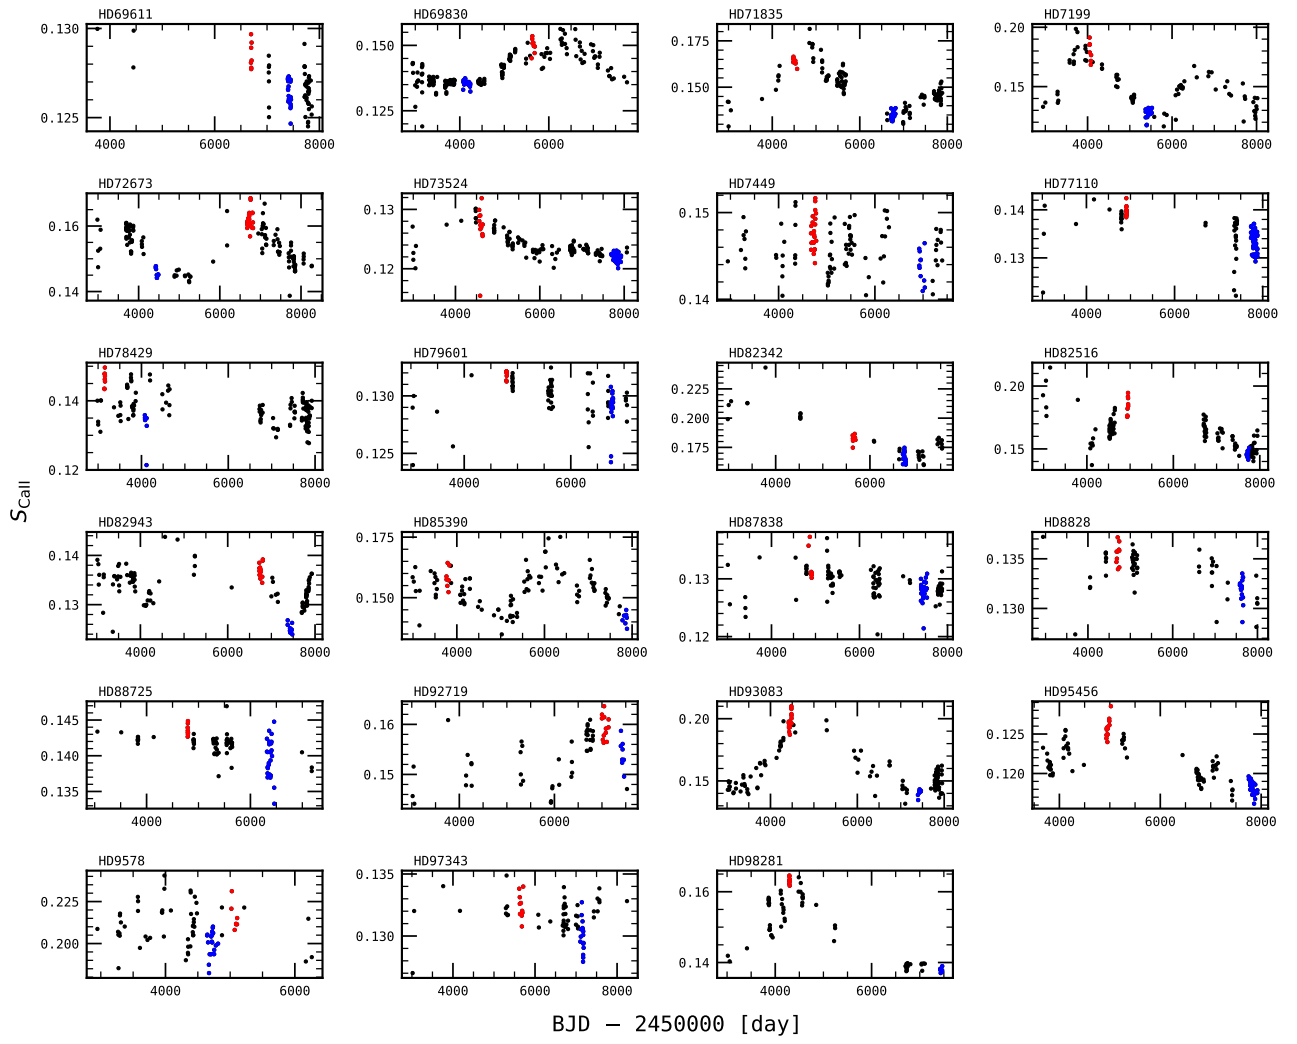 HD69611 HD69830 HD71835 HD7199
0.130 0.125 0.150 0.125 0.175 0.150 0.20 0.15
4000 6000 8000 4000 6000 4000 6000 8000 4000 6000 8000
HD72673 HD73524 HD7449 HD77110
0.16 0.14 0.13 0.12 0.15 0.14 0.14 0.13
4000 6000 8000 4000 6000 8000 4000 6000 4000 6000 8000
HD78429 HD79601 HD82342 HD82516
0.14 0.12 0.130 0.125 0.225 0.200 0.175 0.20 0.15
4000 6000 8000 4000 6000 4000 6000 4000 6000 8000
HD82943 HD85390 HD87838 HD8828
0.14 0.13 0.175 0.150 0.13 0.12 0.135 0.130
4000 6000 8000 4000 6000 8000 4000 6000 8000 4000 6000 8000
HD88725 HD92719 HD93083 HD95456
0.145 0.140 0.135 0.16 0.15 0.20 0.15 0.125 0.120
4000 6000 4000 6000 4000 6000 8000 4000 6000 8000
HD9578 HD97343 HD98281
0.225 0.200 0.135 0.130 0.16 0.14
4000 6000 4000 6000 8000 4000 6000
S_Call
BJD − 2450000 [day]